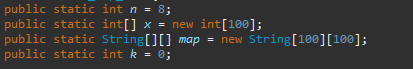 public static int n = 8;
public static int[] x = new int[100];
public static String[][] map = new String[100][100];
public static int k = 0;